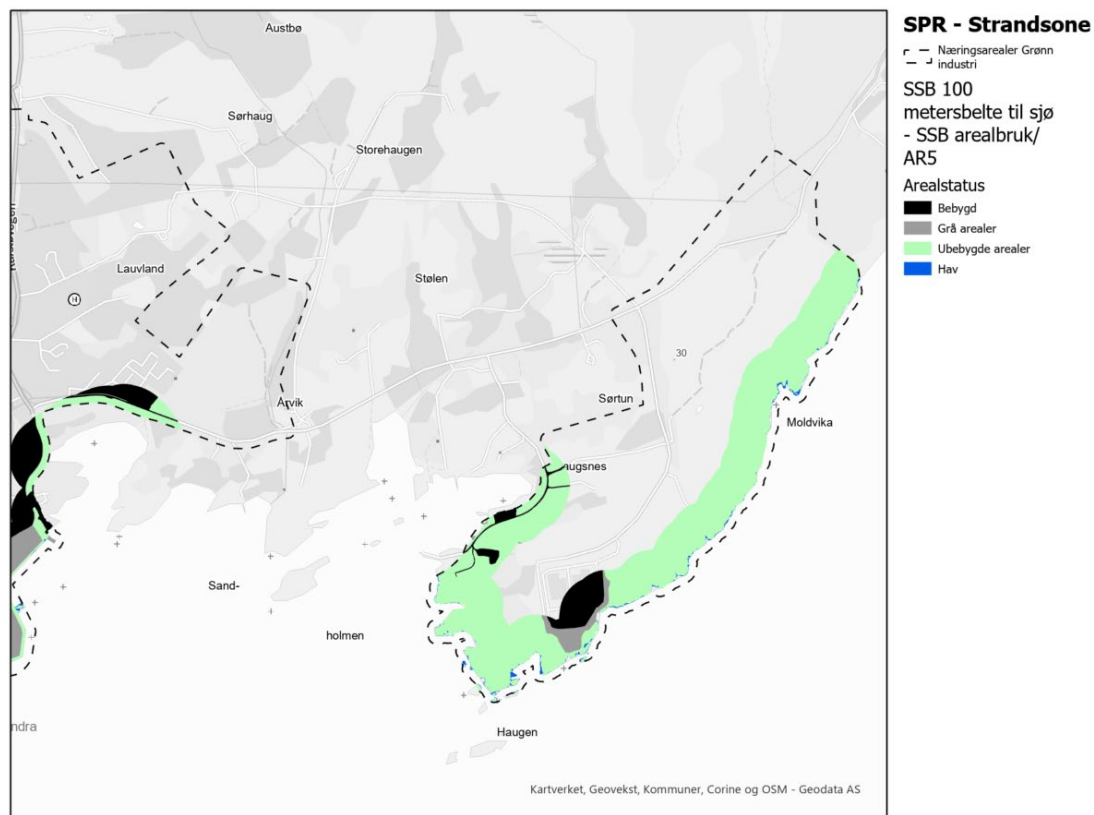 SPR - Strandsone
Næringsarealer Grønn
industri
SSB 100
metersbelte til sjø
- SSB arealbruk/
AR5
Arealstatus
Bebygd
Grå arealer
Ubebygde arealer
Hav
Austbø
Sørhaug
Storehaugen
Lauvland
H
Stølen
30
Sørtun
Årvik
Moldvika
augsnes
Sand-
holmen
ndra
Haugen
Kartverket, Geovekst, Kommuner, Corine og OSM - Geodata AS